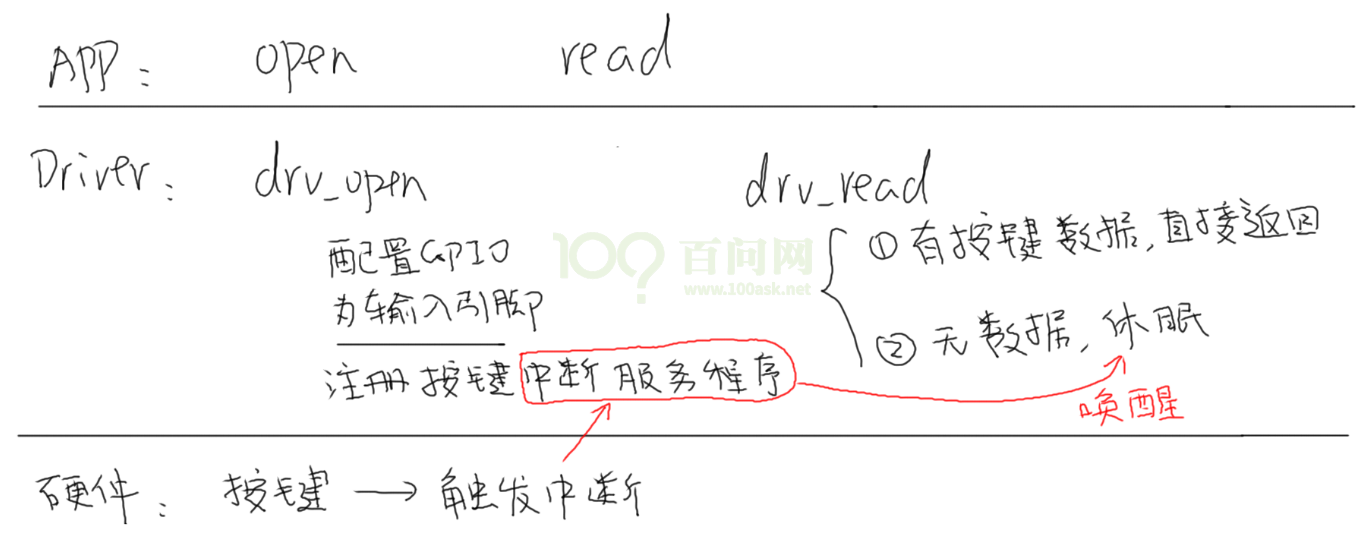 APP: open read
Driver: drv_open drv_read
配置GPIO
为输入引脚
注册按键中断服务程序
①有按键数据,直接返回
②无数据,休眠
唤醒
100 百问网
www.100ask.net
硬件: 按键 → 触发中断